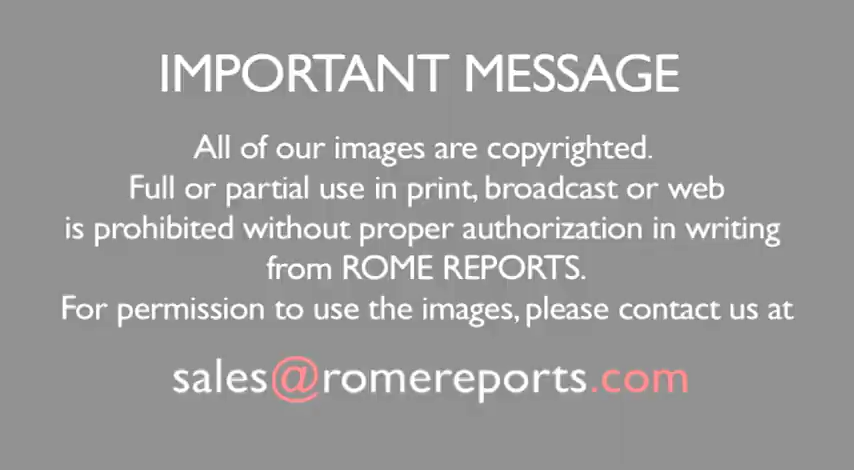 IMPORTANT MESSAGE
All of our images are copyrighted.
Full or partial use in print, broadcast or web
is prohibited without proper authorization in writing
from ROME REPORTS.
For permission to use the images, please contact us at
sales@romereports.com